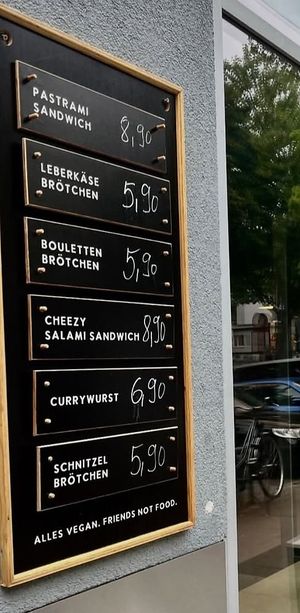 PASTRAMI
SANDWICH 8,90
LEBERKÄSE
BRÖTCHEN 5,90
BOULETTEN
BRÖTCHEN 5,90
CHEEZY
SALAMI SANDWICH 8,90
CURRYWURST 6,90
SCHNITZEL
BRÖTCHEN 5,90
ALLES VEGAN. FRIENDS NOT FOOD.